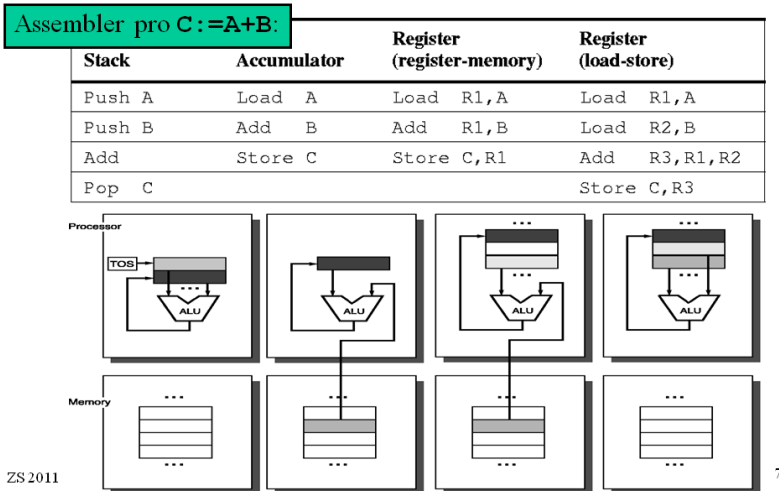 Assembler pro C:=A+B:
Stack Accumulator Register (register-memory) Register (load-store)
Push A Load A Load R1,A Load R1,A
Push B Add B Add R1,B Load R2,B
Add Store C Store C,R1 Add R3,R1,R2
Pop C Store C,R3
Processor
... ...
TOS
... ... ...
ALU ALU ALU ALU
Memory
... ... ... ...
... ... ... ...
ZS 2011 7